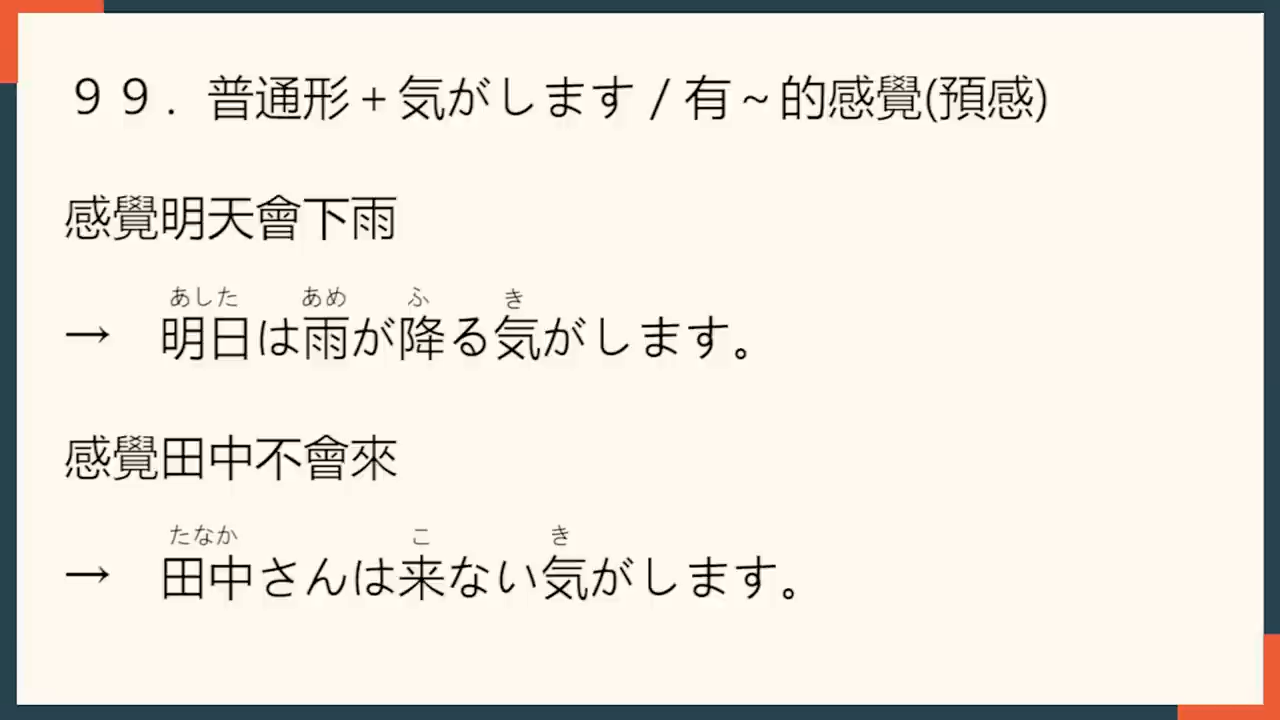 ９９．普通形＋気がします / 有～的感覺(預感)
感覺明天會下雨
あした あめ ふ き
→ 明日は雨が降る気がします。
感覺田中不會來
たなか こ き
→ 田中さんは来ない気がします。